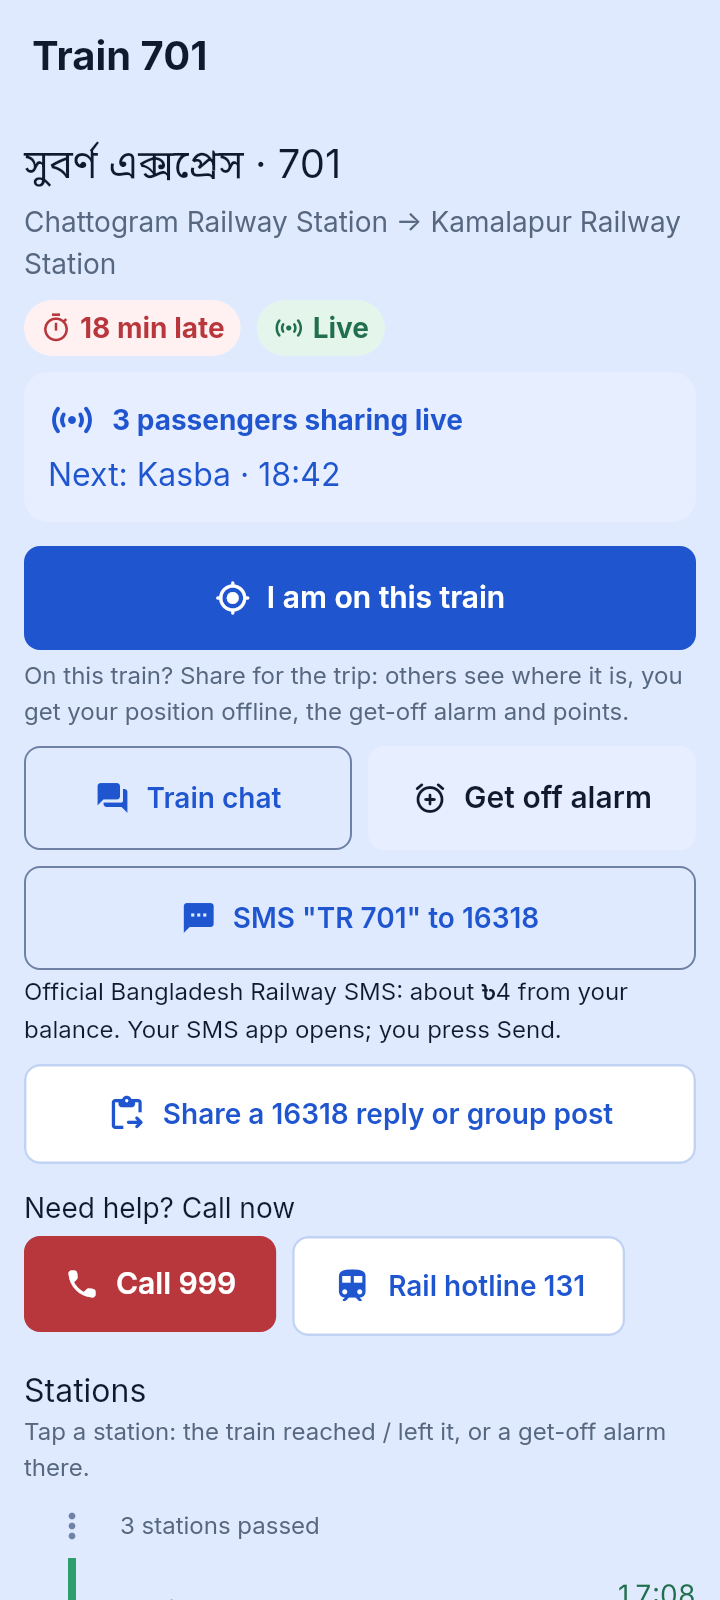 Train 701
সুবর্ণ এক্সপ্রেস · 701
Chattogram Railway Station → Kamalapur Railway
Station
18 min late
Live
3 passengers sharing live
Next: Kasba · 18:42
I am on this train
On this train? Share for the trip: others see where it is, you
get your position offline, the get-off alarm and points.
Train chat
Get off alarm
SMS "TR 701" to 16318
Official Bangladesh Railway SMS: about ৳4 from your
balance. Your SMS app opens; you press Send.
Share a 16318 reply or group post
Need help? Call now
Call 999
Rail hotline 131
Stations
Tap a station: the train reached / left it, or a get-off alarm
there.
3 stations passed
17:08